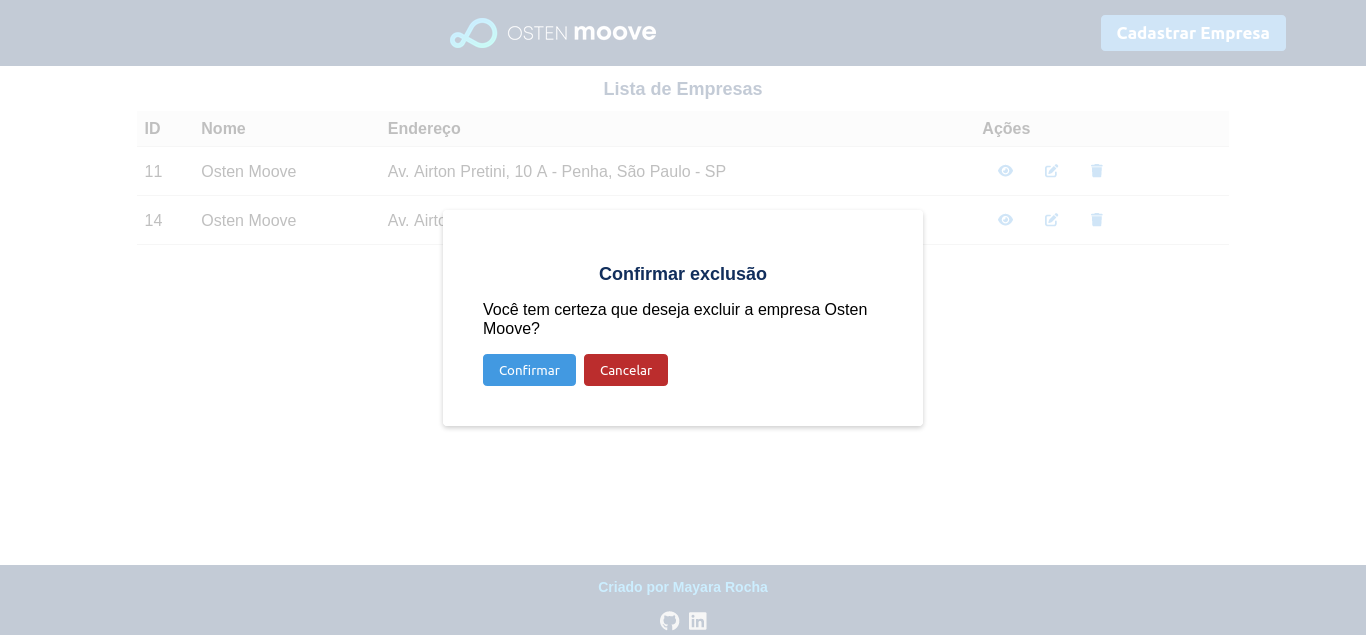 OSTEN moove
Cadastrar Empresa
Lista de Empresas
ID Nome Endereço Ações
11 Osten Moove Av. Airton Pretini, 10 A - Penha, São Paulo - SP
14 Osten Moove Av.
Confirmar exclusão
Você tem certeza que deseja excluir a empresa Osten
Moove?
Confirmar Cancelar
Criado por Mayara Rocha